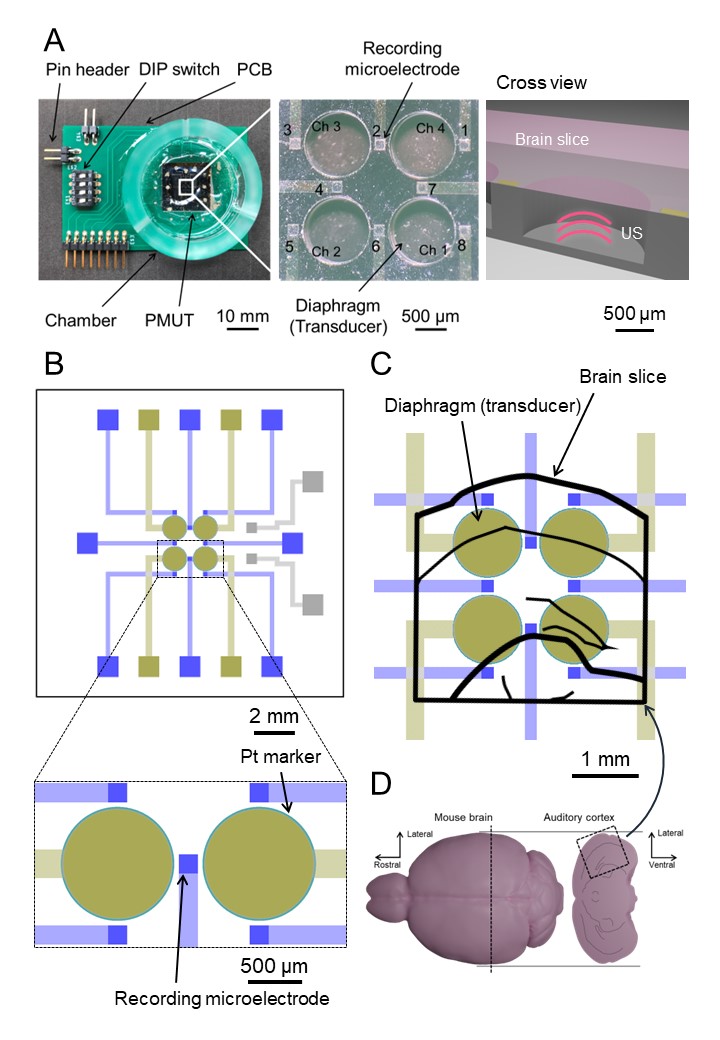 A
Pin header
DIP switch
PCB
Recording
microelectrode
Cross view
3
Ch 3
2
Ch 4
1
4
7
5
Ch 2
6
Ch 1
8
Brain slice
US
Chamber
PMUT
10 mm
Diaphragm
(Transducer)
500 µm
500 µm
B
2 mm
Pt marker
500 µm
Recording microelectrode
C
Brain slice
Diaphragm (transducer)
1 mm
D
Mouse brain
Auditory cortex
Lateral
Rostral
Lateral
Ventral